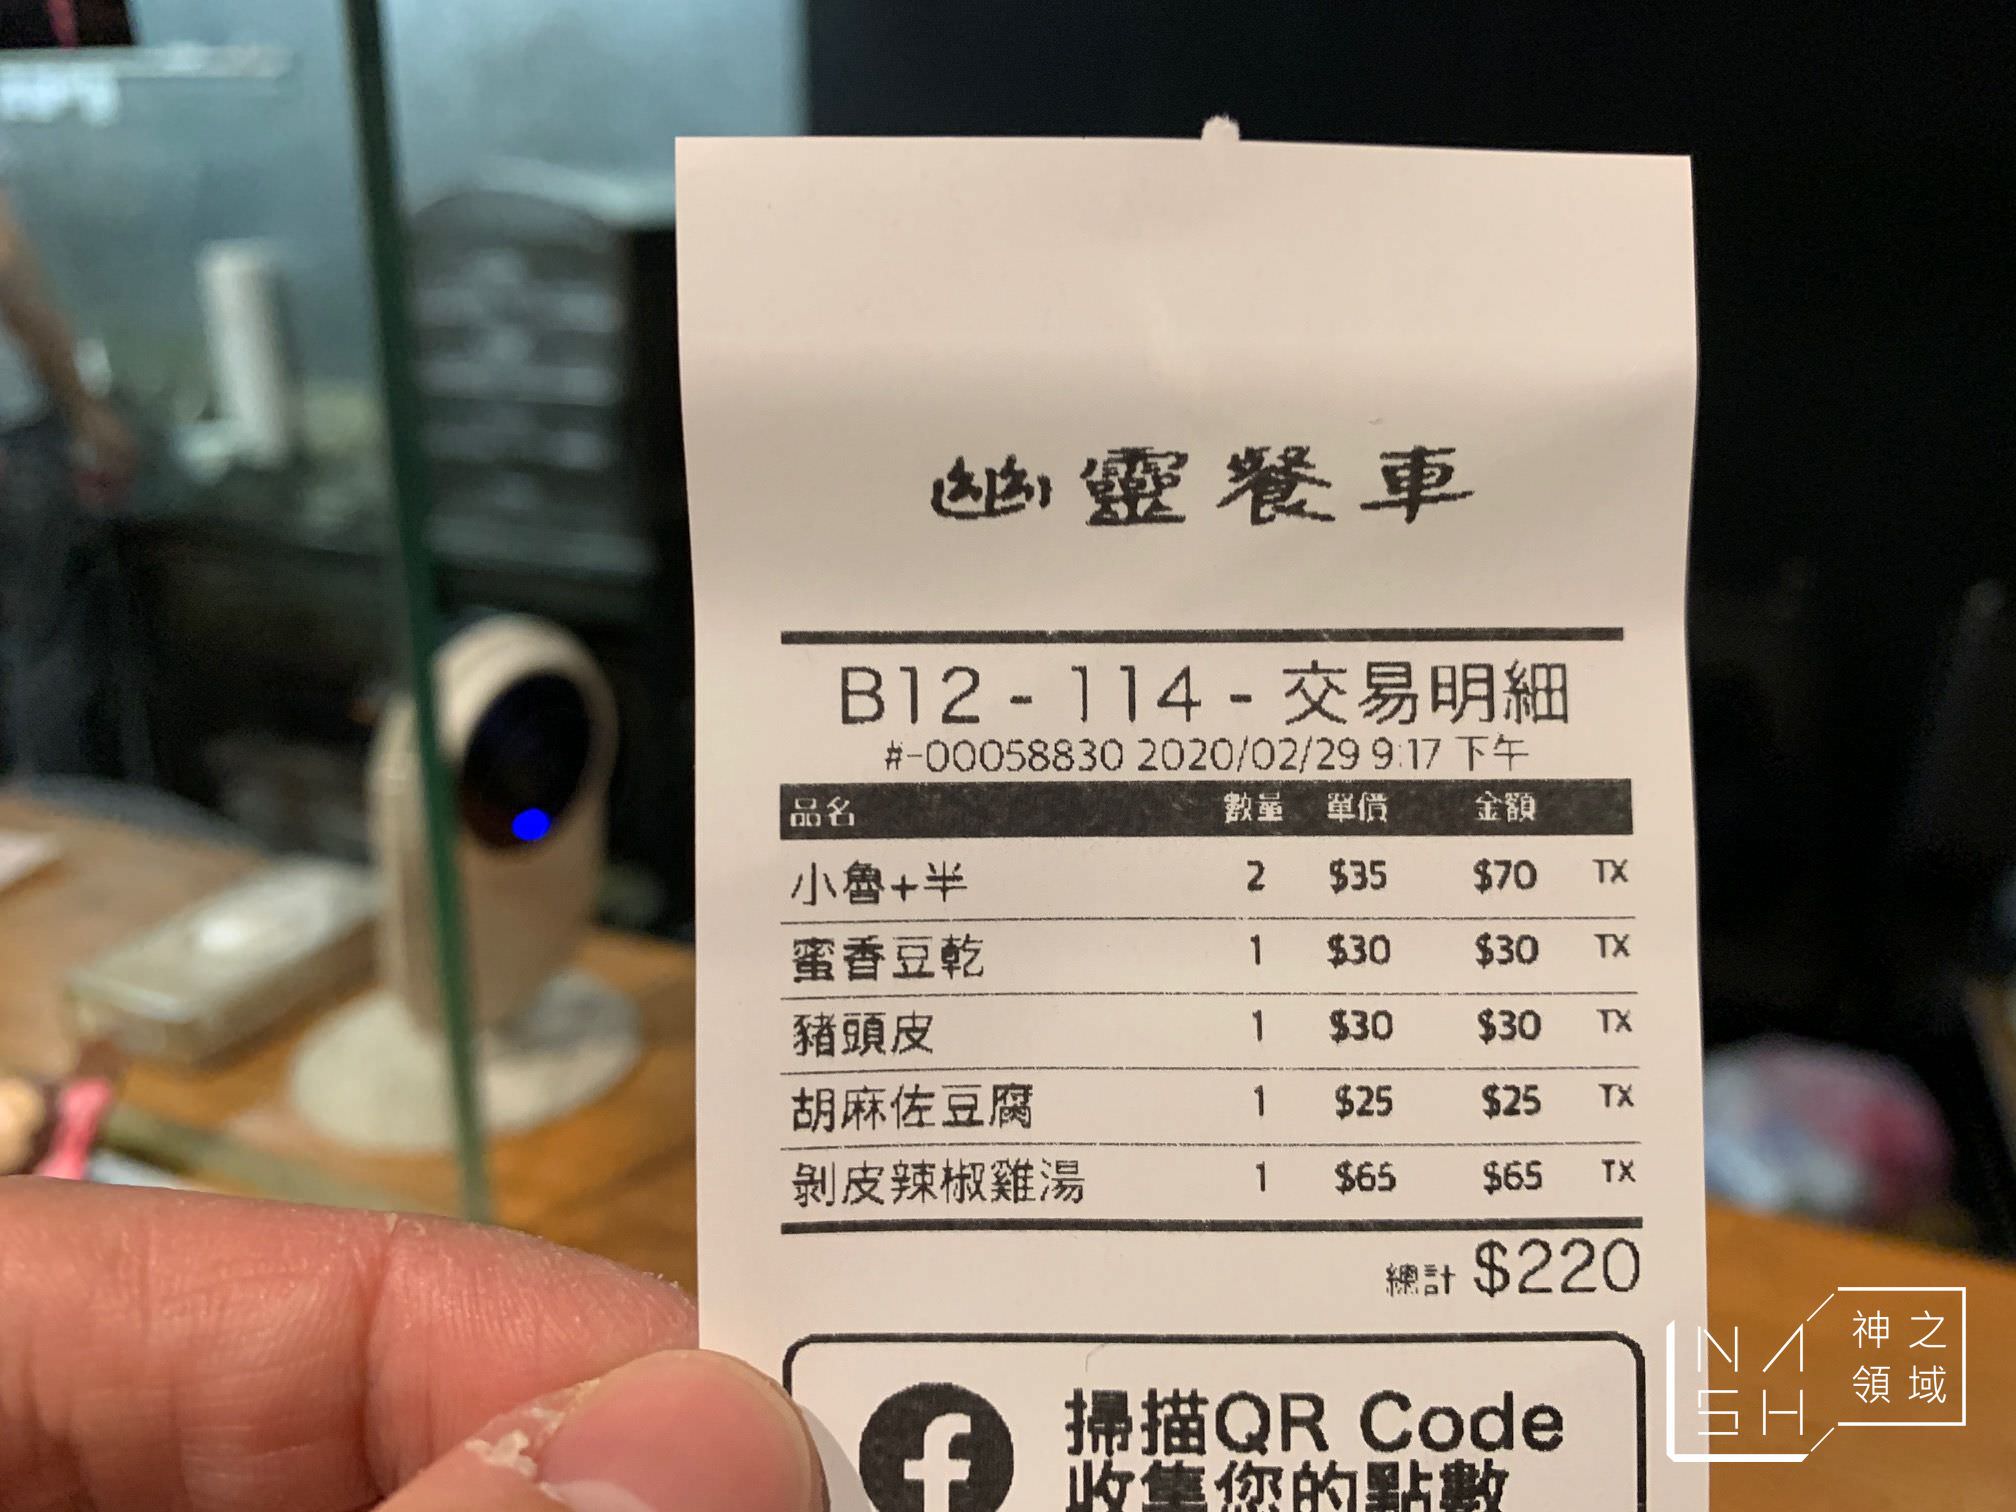 幽靈餐車
B12 - 114 - 交易明細
#-00058830 2020/02/29 9:17 下午
品名 數量 單價 金額
小魯+半 2 $35 $70 TX
蜜香豆乾 1 $30 $30 TX
豬頭皮 1 $30 $30 TX
胡麻佐豆腐 1 $25 $25 TX
剝皮辣椒雞湯 1 $65 $65 TX
總計 $220
掃描QR Code
收集您的點數
NASH
神之
領域